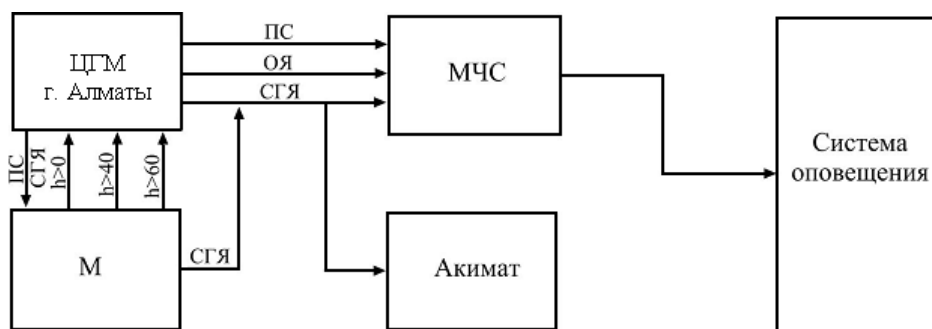 ЦГМ
г. Алматы
ПС
ОЯ
СГЯ
МЧС
Система
оповещения
ПС
СГЯ
h>0
h>40
h>60
М
СГЯ
Акимат